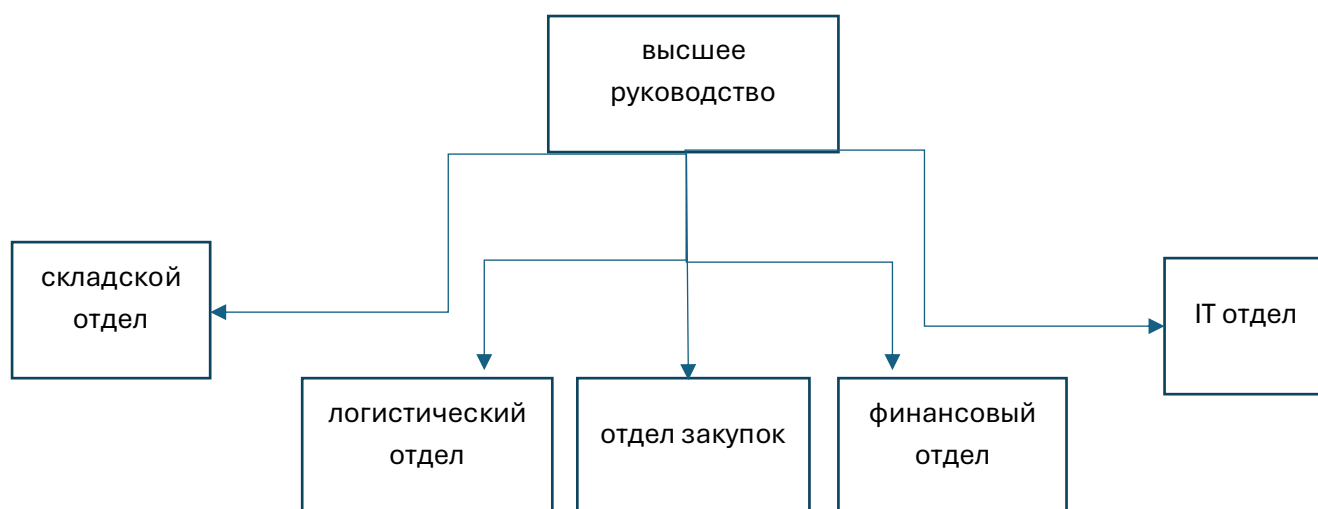 высшее
руководство
складской
отдел
IT отдел
логистический
отдел
отдел закупок
финансовый
отдел